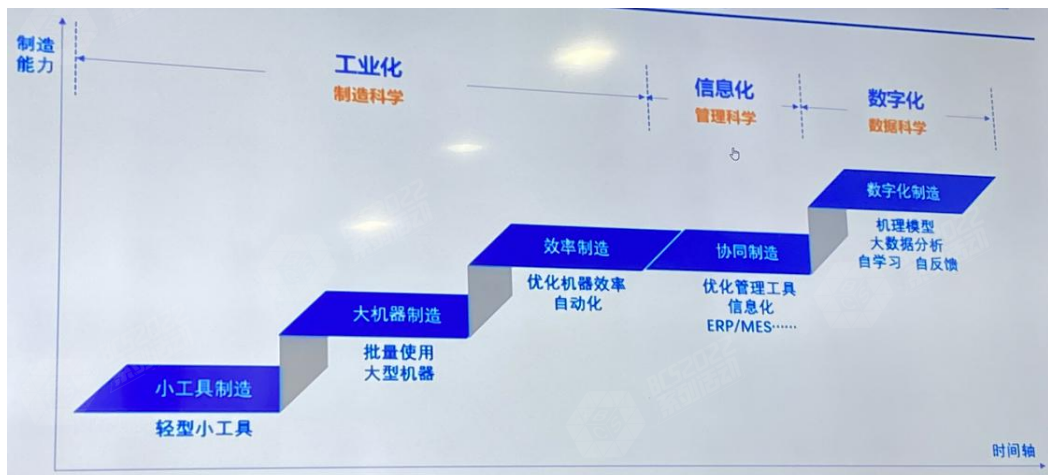 制造
能力
工业化
制造科学
信息化
管理科学
数字化
数据科学
数字化制造
机理模型
大数据分析
自学习 自反馈
效率制造
优化机器效率
自动化
协同制造
优化管理工具
信息化
ERP/MES……
大机器制造
批量使用
大型机器
小工具制造
轻型小工具
时间轴